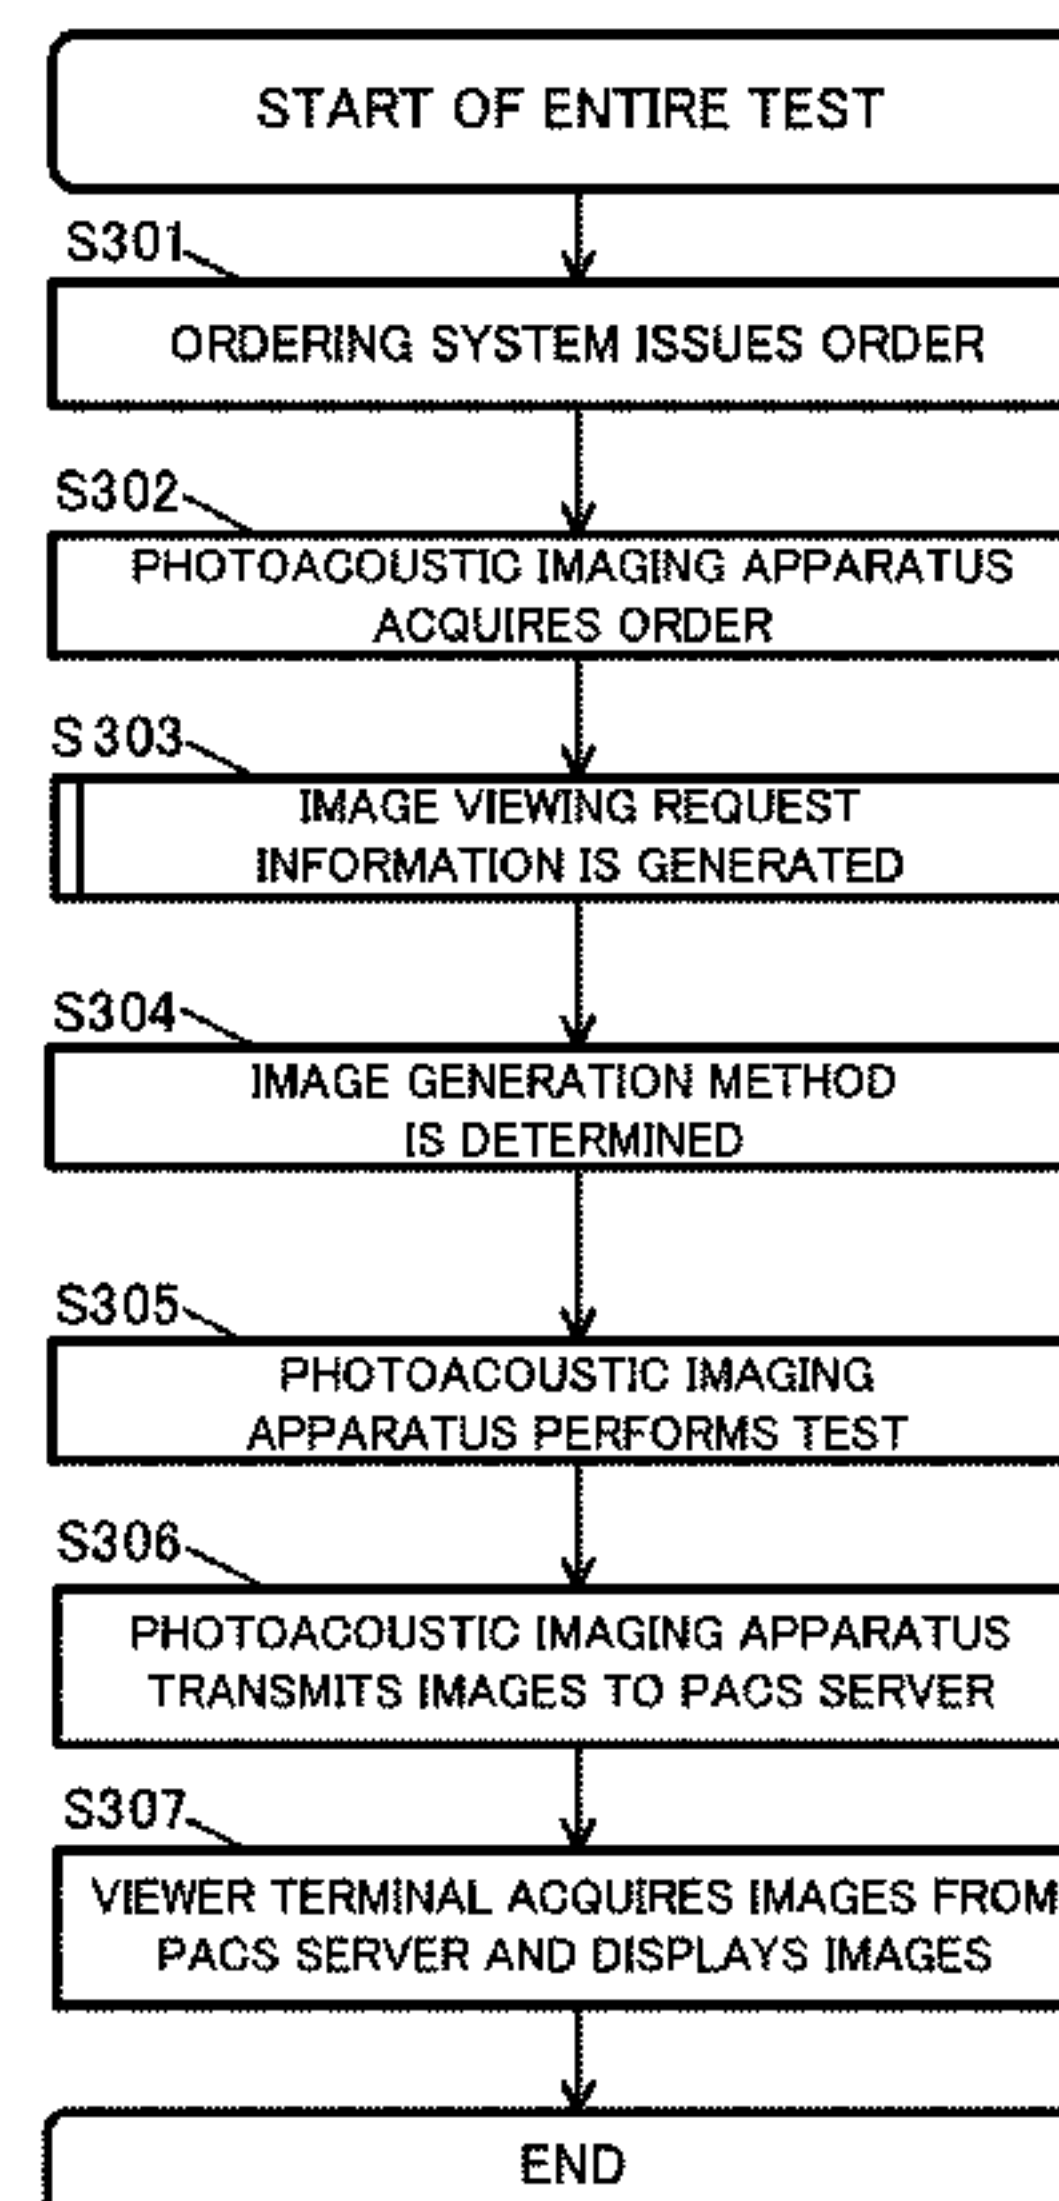 START OF ENTIRE TEST
S301
ORDERING SYSTEM ISSUES ORDER
S302
PHOTOACOUSTIC IMAGING APPARATUS
ACQUIRES ORDER
S303
IMAGE VIEWING REQUEST
INFORMATION IS GENERATED
S304
IMAGE GENERATION METHOD
IS DETERMINED
S305
PHOTOACOUSTIC IMAGING
APPARATUS PERFORMS TEST
S306
PHOTOACOUSTIC IMAGING APPARATUS
TRANSMITS IMAGES TO PACS SERVER
S307
VIEWER TERMINAL ACQUIRES IMAGES FROM
PACS SERVER AND DISPLAYS IMAGES
END